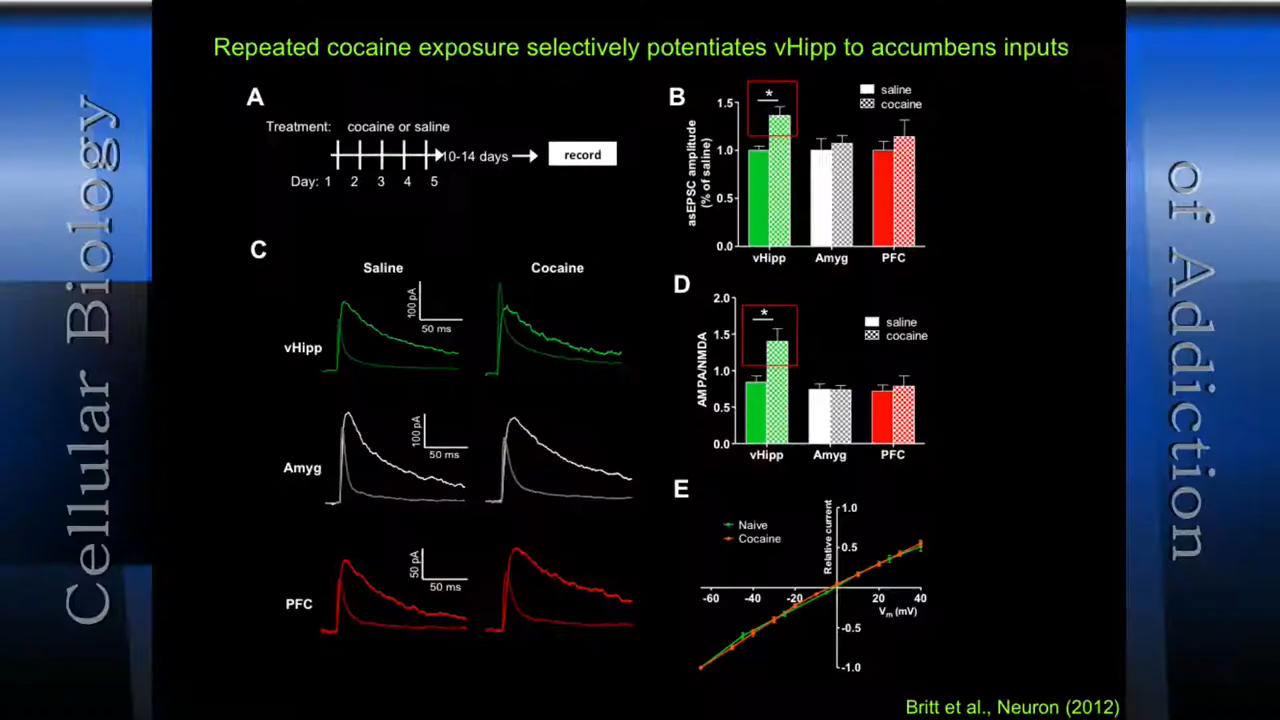 Repeated cocaine exposure selectively potentiates vHipp to accumbens inputs
Cellular Biology
of Addiction
A
Treatment: cocaine or saline
10-14 days
record
Day: 1 2 3 4 5
B
saline
cocaine
asEPSC amplitude
(% of saline)
1.5
1.0
0.5
0.0
*
vHipp Amyg PFC
C
Saline Cocaine
vHipp
100 pA
50 ms
Amyg
100 pA
50 ms
PFC
50 pA
50 ms
D
saline
cocaine
AMPA/NMDA
2.0
1.5
1.0
0.5
0.0
*
vHipp Amyg PFC
E
Naive
Cocaine
Relative current
1.0
0.5
-60 -40 -20 0 20 40
Vm (mV)
-0.5
-1.0
Britt et al., Neuron (2012)